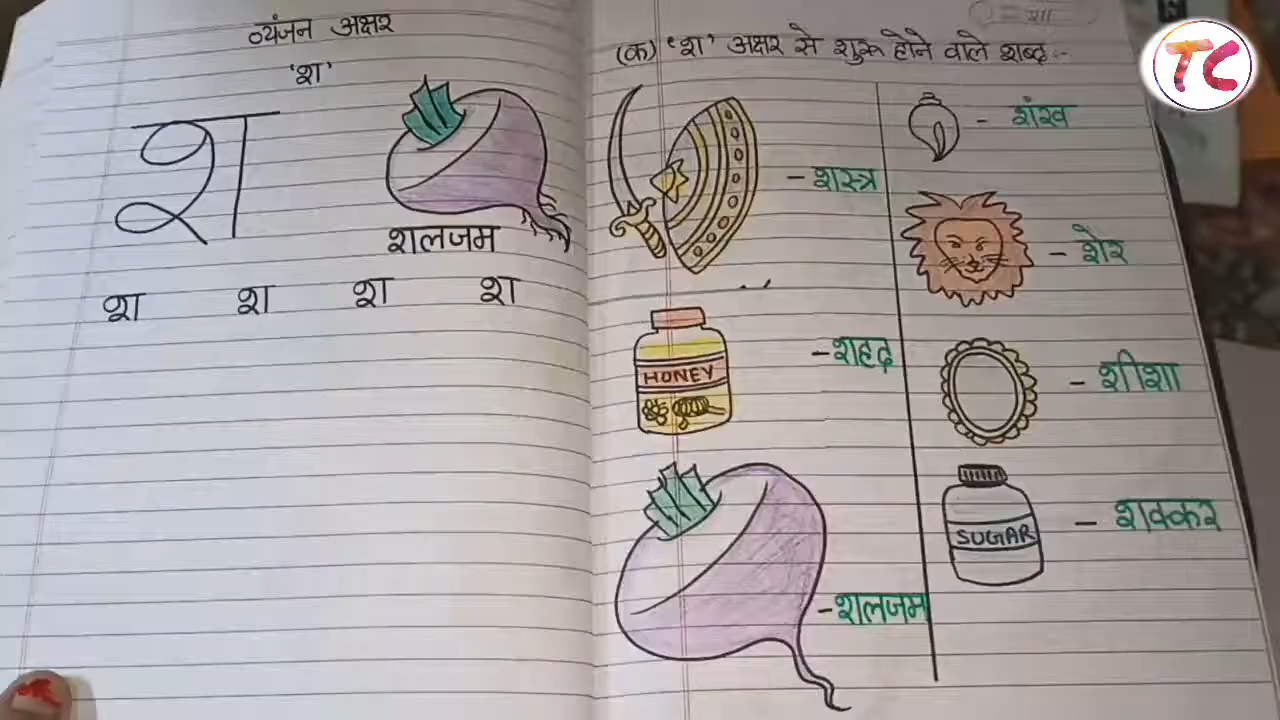 व्यंजन अक्षर
'श'
श
शलजम
श श श श
(क) 'श' अक्षर से शुरू होने वाले शब्द :-
- शस्त्र
HONEY
- शहद
- शलजम
- शंख
- शेर
- शीशा
SUGAR
- शक्कर
TC